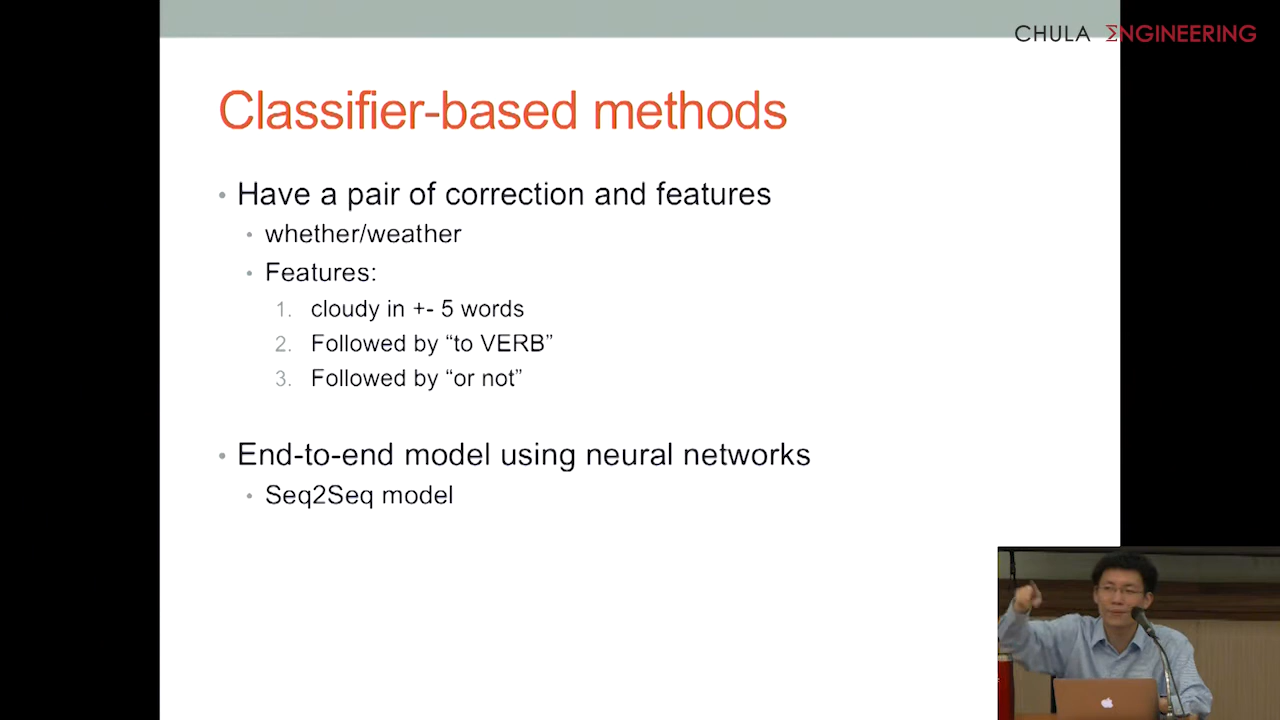 CHULA ΣNGINEERING
Classifier-based methods
• Have a pair of correction and features
• whether/weather
• Features:
1. cloudy in +- 5 words
2. Followed by “to VERB”
3. Followed by “or not”
• End-to-end model using neural networks
• Seq2Seq model